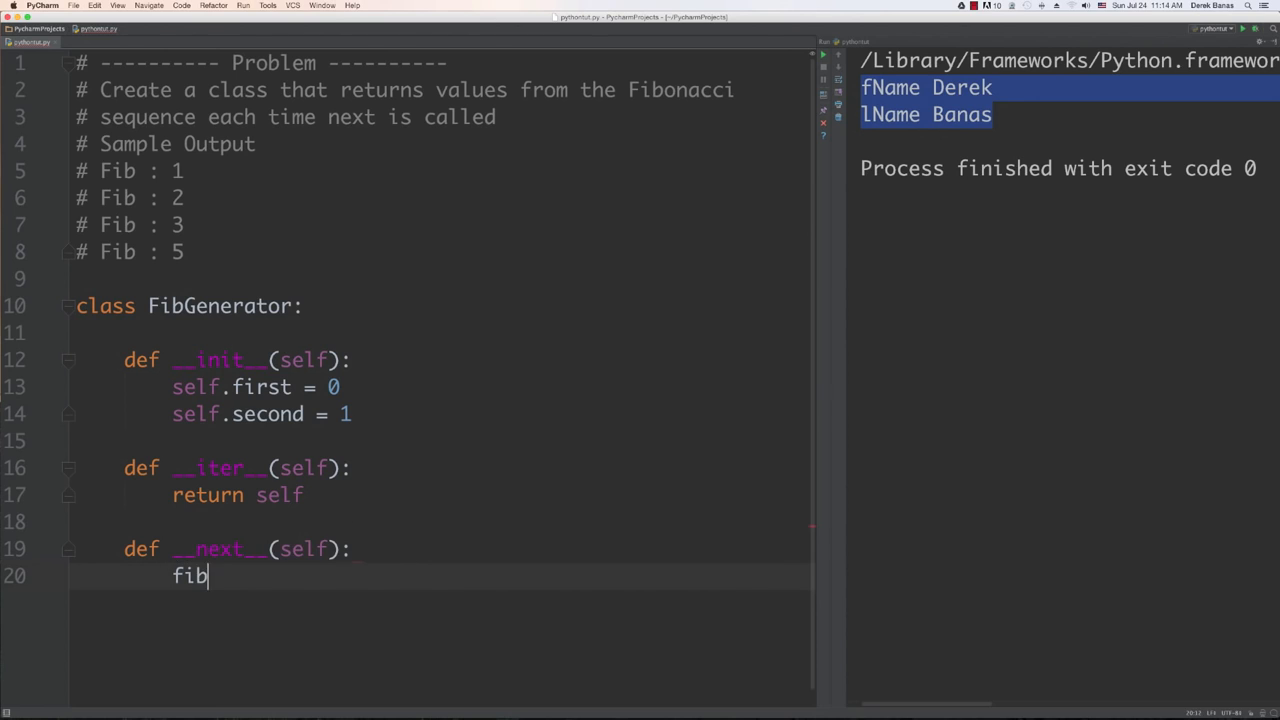 PyCharm File Edit View Navigate Code Refactor Run Tools VCS Window Help
10 Sun Jul 24 11:14 AM Derek Banas
pythontut.py - PycharmProjects - [~/PycharmProjects]
PycharmProjects pythontut.py
pythontut
pythontut.py
Run: pythontut
1 # ---------- Problem ----------
2 # Create a class that returns values from the Fibonacci
3 # sequence each time next is called
4 # Sample Output
5 # Fib : 1
6 # Fib : 2
7 # Fib : 3
8 # Fib : 5
9
10 class FibGenerator:
11
12 def __init__(self):
13 self.first = 0
14 self.second = 1
15
16 def __iter__(self):
17 return self
18
19 def __next__(self):
20 fib
/Library/Frameworks/Python.framewor
fName Derek
lName Banas
Process finished with exit code 0
20:12 LF÷ UTF-8÷